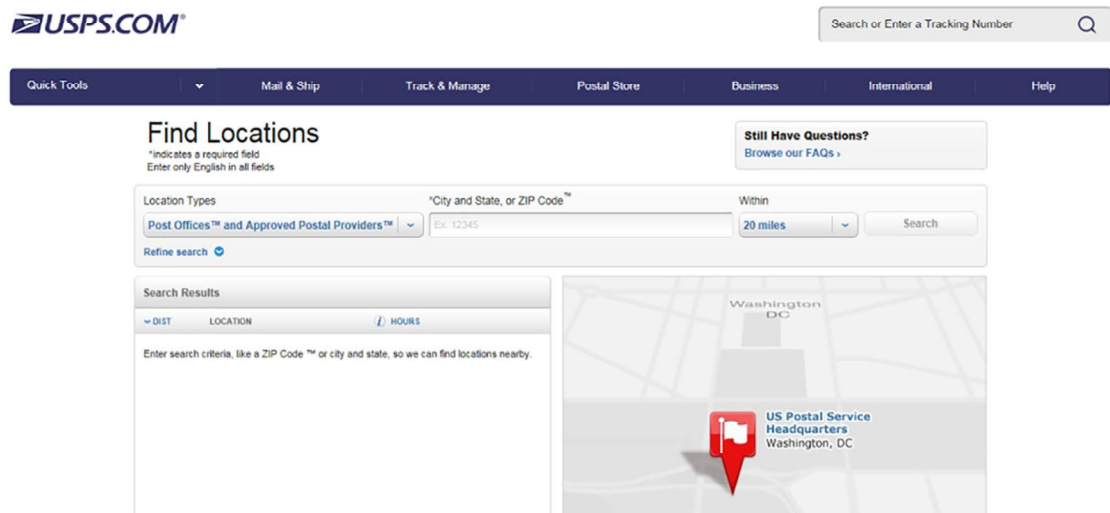 USPS.COM®
Search or Enter a Tracking Number
Quick Tools Mail & Ship Track & Manage Postal Store Business International Help
Find Locations
*indicates a required field
Enter only English in all fields
Still Have Questions?
Browse our FAQs ›
Location Types *City and State, or ZIP Code™ Within
Post Offices™ and Approved Postal Providers™ Ex. 12345 20 miles Search
Refine search
Search Results
DIST LOCATION i HOURS
Enter search criteria, like a ZIP Code ™ or city and state, so we can find locations nearby.
Washington
DC
US Postal Service
Headquarters
Washington, DC